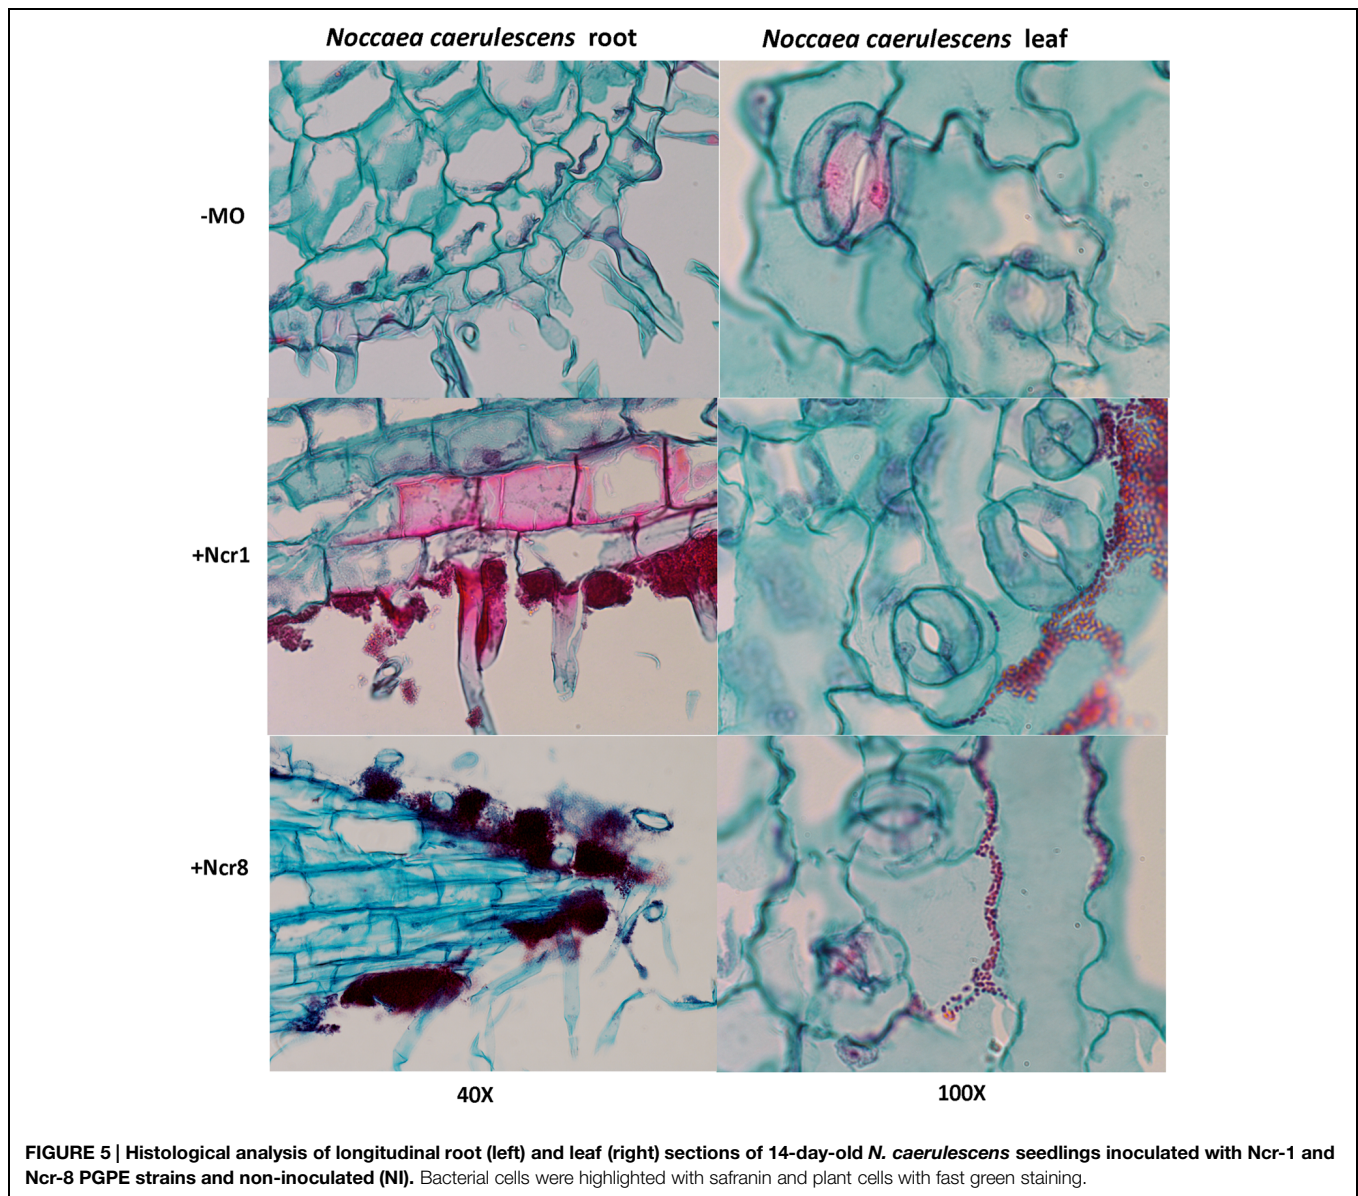 Noccaea caerulescens root
Noccaea caerulescens leaf
-MO
+Ncr1
+Ncr8
40X
100X
FIGURE 5 | Histological analysis of longitudinal root (left) and leaf (right) sections of 14-day-old N. caerulescens seedlings inoculated with Ncr-1 and
Ncr-8 PGPE strains and non-inoculated (NI). Bacterial cells were highlighted with safranin and plant cells with fast green staining.